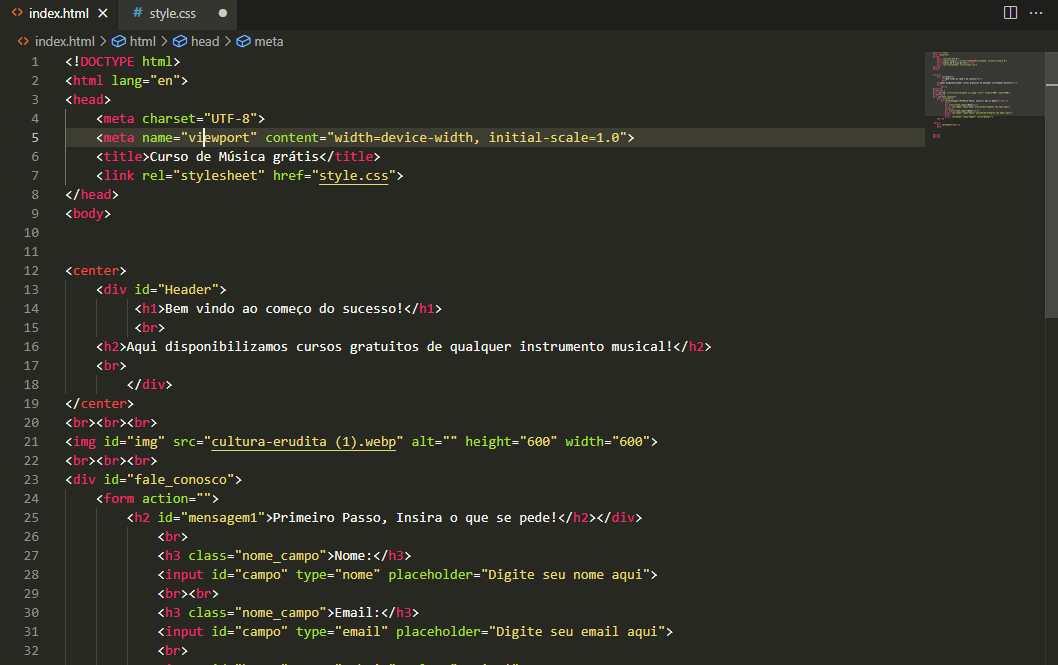 index.html × # style.css ●
index.html > html > head > meta
1 <!DOCTYPE html>
2 <html lang="en">
3 <head>
4 <meta charset="UTF-8">
5 <meta name="viewport" content="width=device-width, initial-scale=1.0">
6 <title>Curso de Música grátis</title>
7 <link rel="stylesheet" href="style.css">
8 </head>
9 <body>
10
11
12 <center>
13 <div id="Header">
14 <h1>Bem vindo ao começo do sucesso!</h1>
15 <br>
16 <h2>Aqui disponibilizamos cursos gratuitos de qualquer instrumento musical!</h2>
17 <br>
18 </div>
19 </center>
20 <br><br><br>
21 <img id="img" src="cultura-erudita (1).webp" alt="" height="600" width="600">
22 <br><br><br>
23 <div id="fale_conosco">
24 <form action="">
25 <h2 id="mensagem1">Primeiro Passo, Insira o que se pede!</h2></div>
26 <br>
27 <h3 class="nome_campo">Nome:</h3>
28 <input id="campo" type="nome" placeholder="Digite seu nome aqui">
29 <br><br>
30 <h3 class="nome_campo">Email:</h3>
31 <input id="campo" type="email" placeholder="Digite seu email aqui">
32 <br>